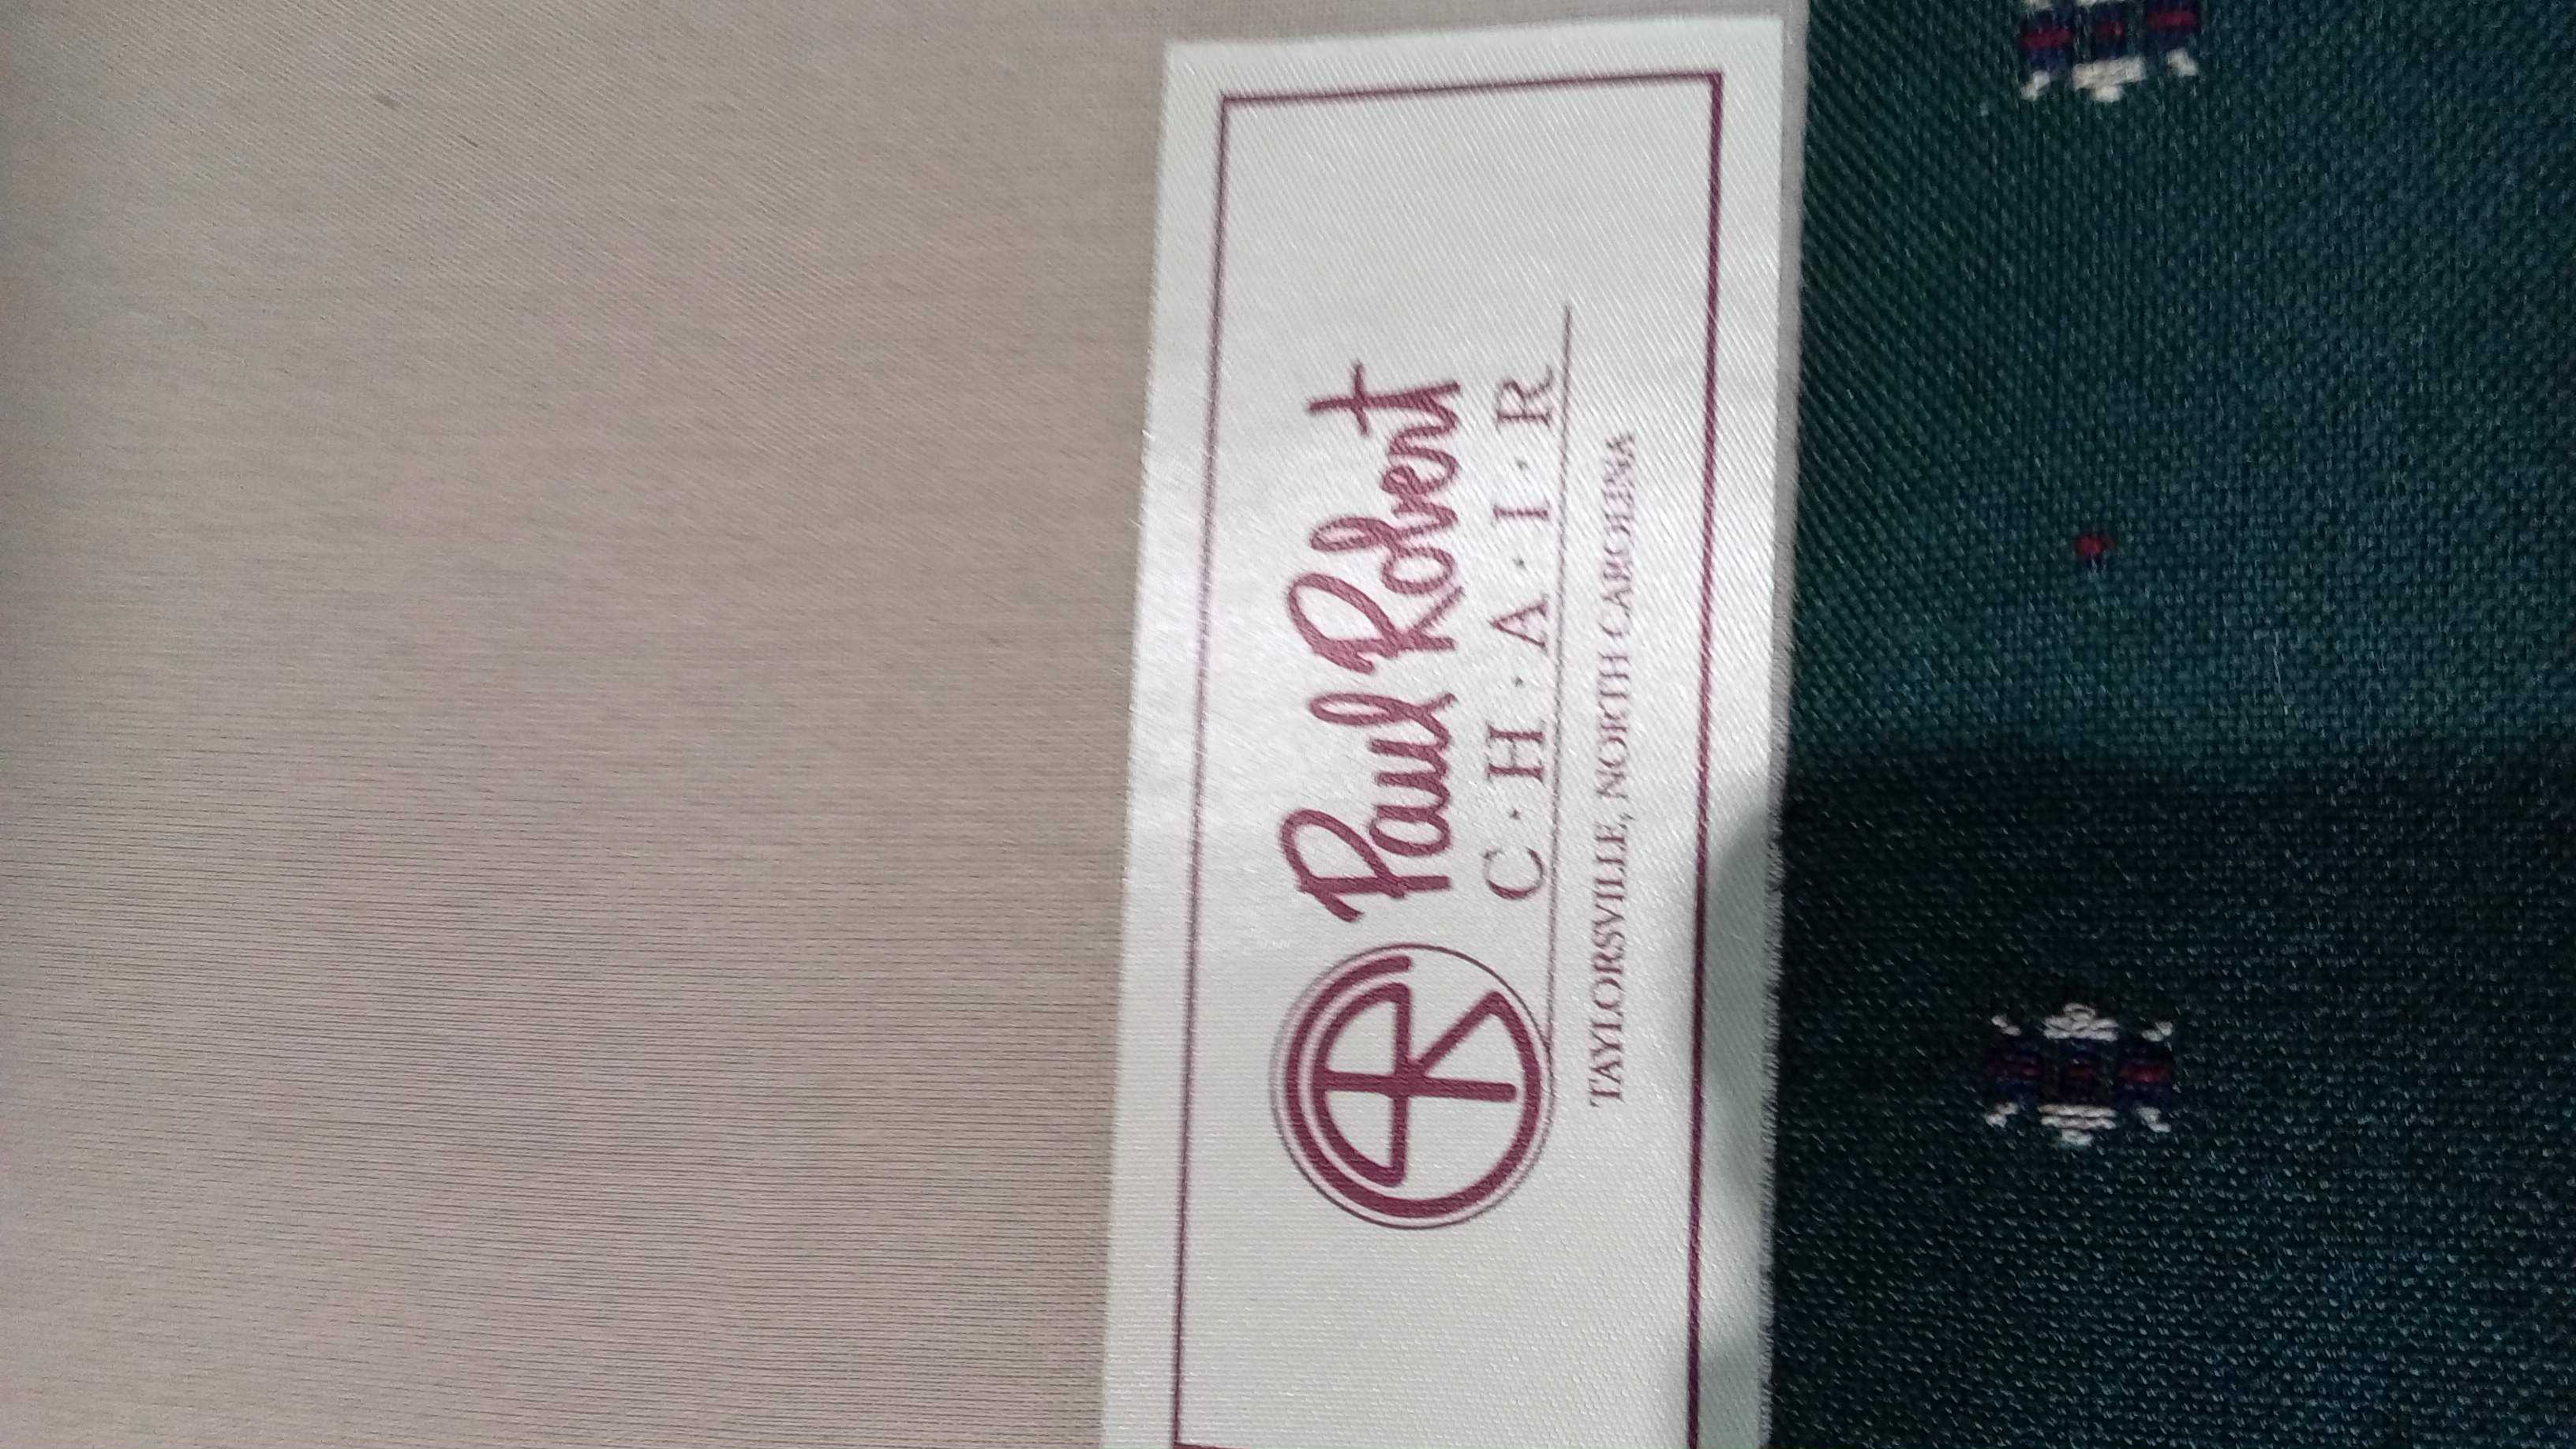 Paul Robert
C·H·A·I·R
TAYLORSVILLE, NORTH CAROLINA